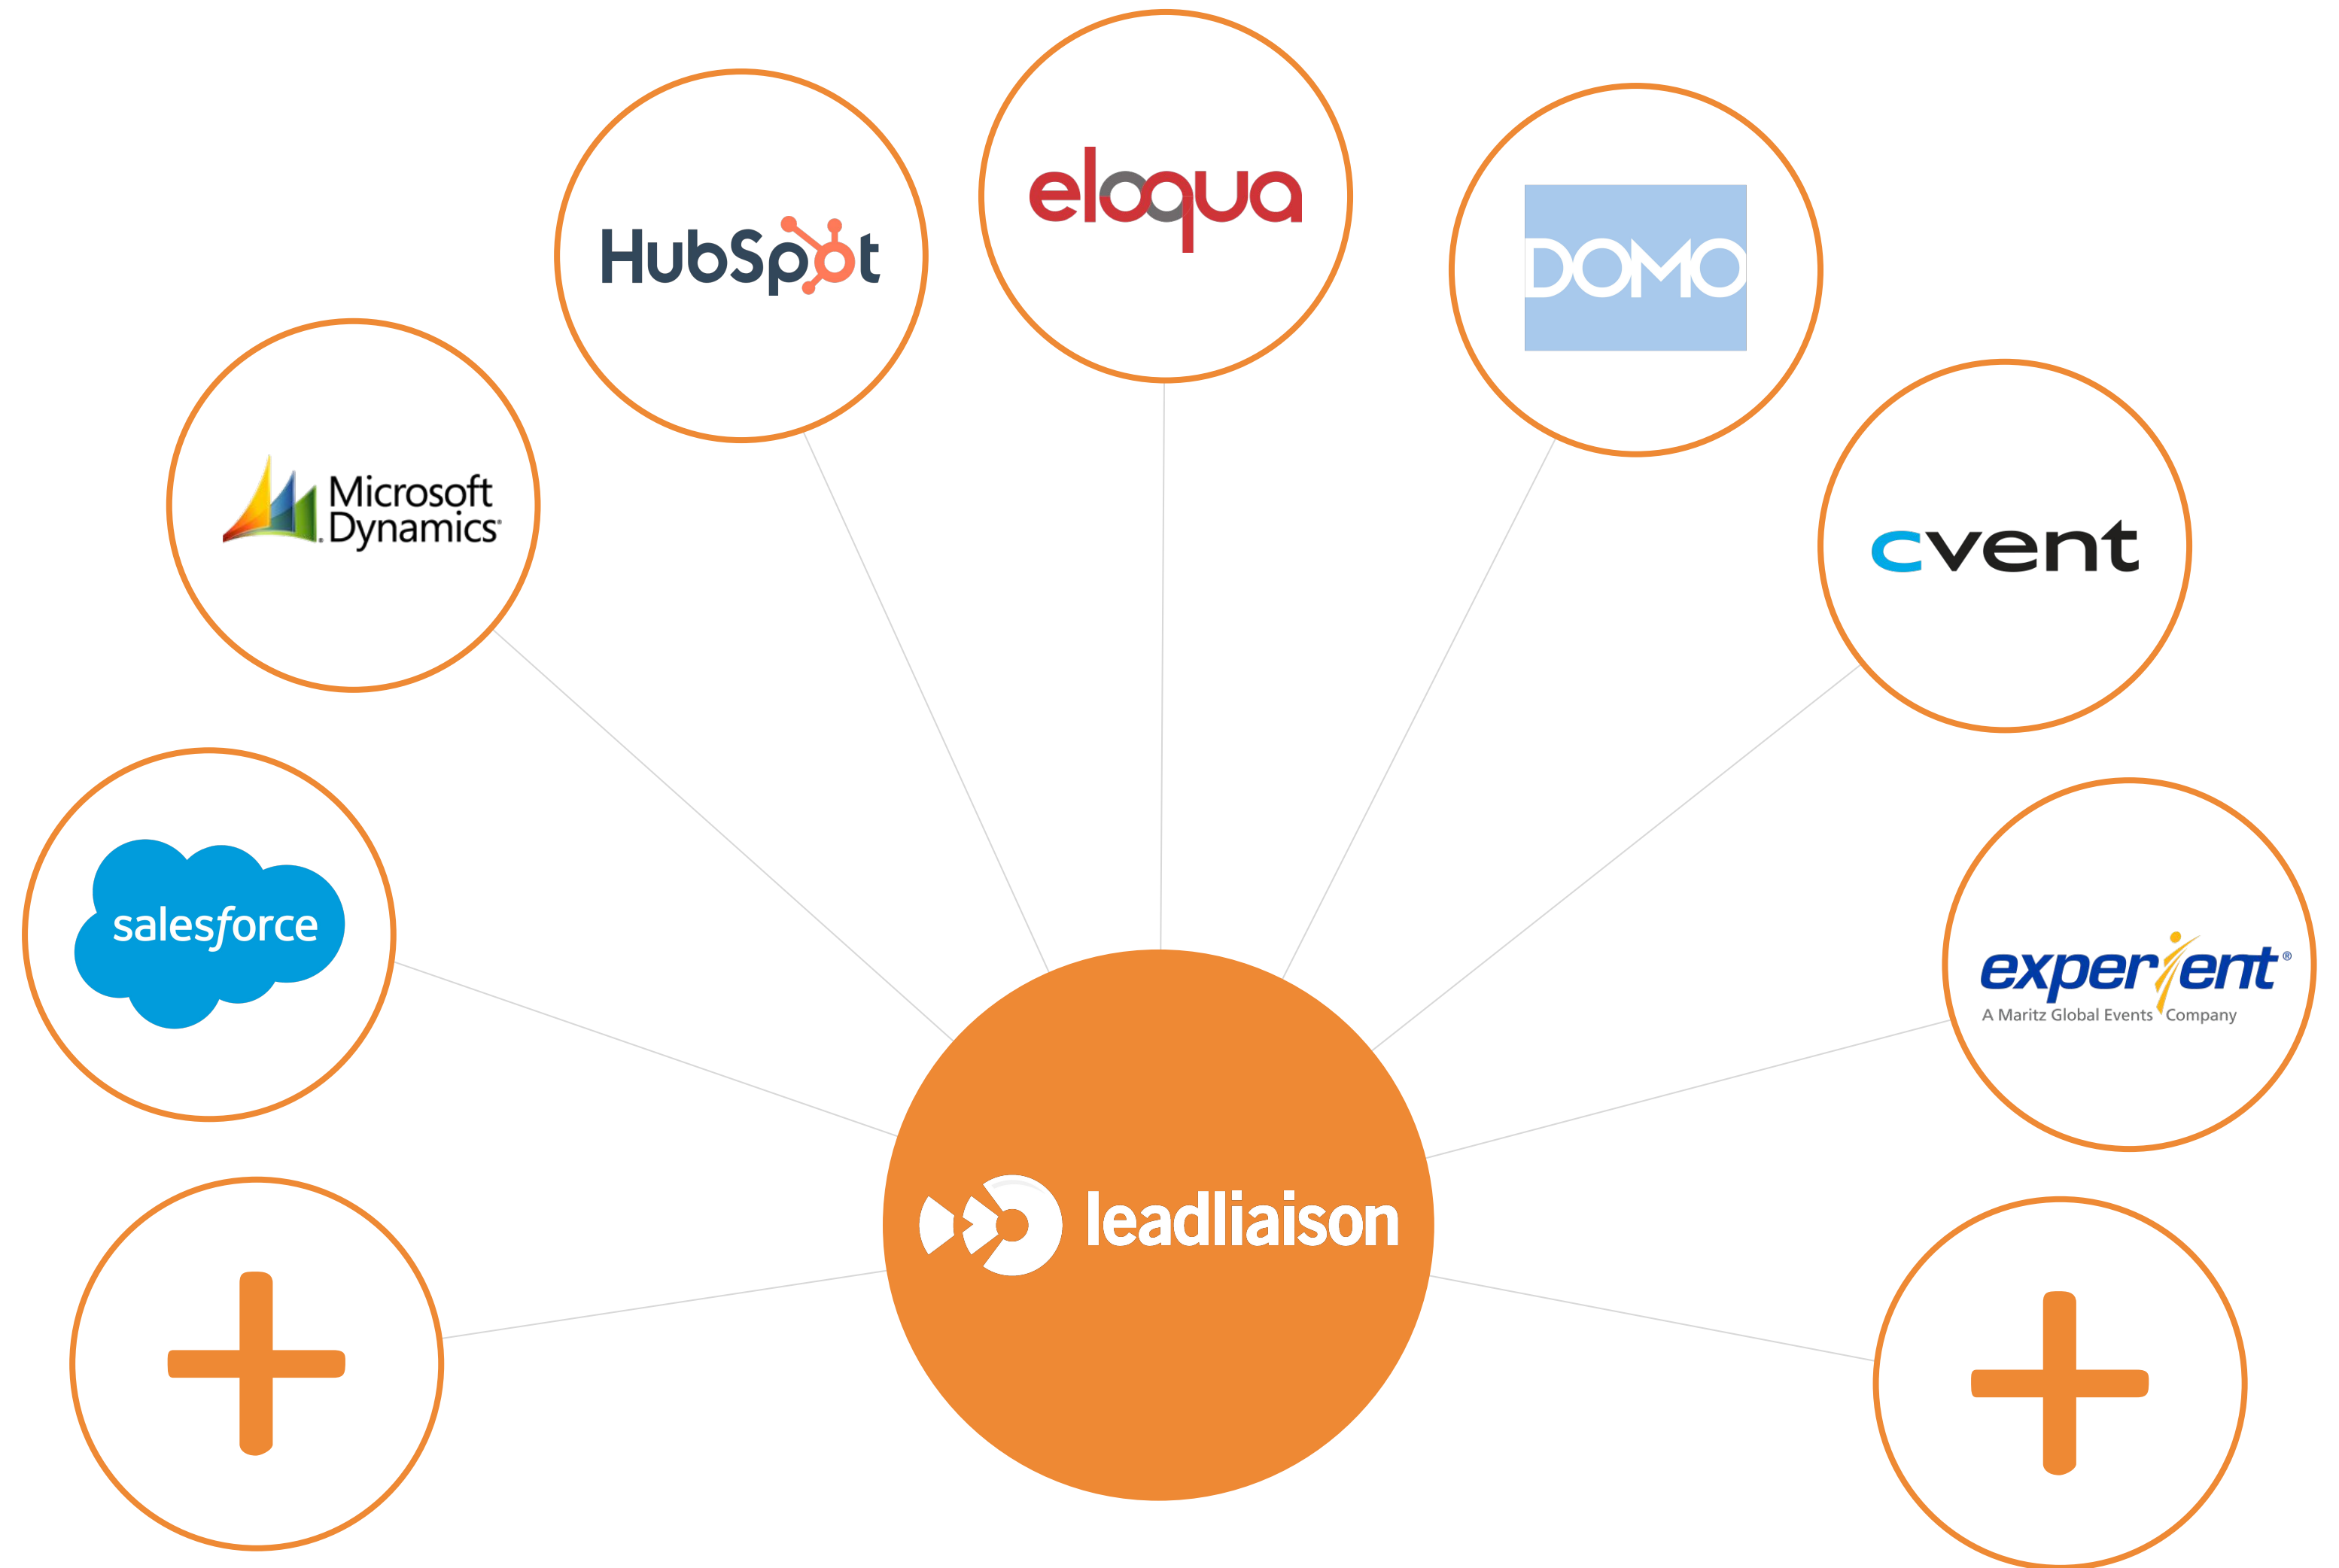 eloqua
HubSpot
DOMO
Microsoft
Dynamics®
cvent
salesforce
experient®
A Maritz Global Events Company
leadliaison